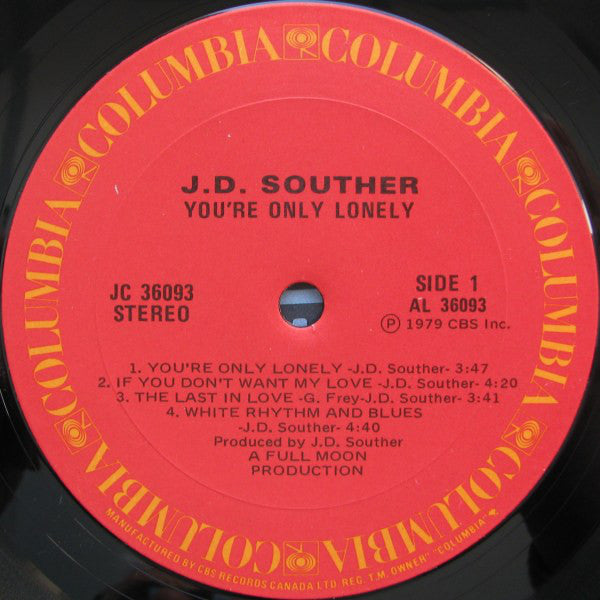 COLUMBIA COLUMBIA COLUMBIA COLUMBIA COLUMBIA COLUMBIA COLUMBIA COLUMBIA
J.D. SOUTHER
YOU'RE ONLY LONELY
JC 36093
STEREO
SIDE 1
AL 36093
Ⓟ 1979 CBS Inc.
1. YOU'RE ONLY LONELY -J.D. Souther- 3:47
2. IF YOU DON'T WANT MY LOVE -J.D. Souther- 4:20
3. THE LAST IN LOVE -G. Frey-J.D. Souther- 3:41
4. WHITE RHYTHM AND BLUES
-J.D. Souther- 4:40
Produced by J.D. Souther
A FULL MOON
PRODUCTION
MANUFACTURED BY CBS RECORDS CANADA LTD. REG. T.M. OWNER "COLUMBIA"